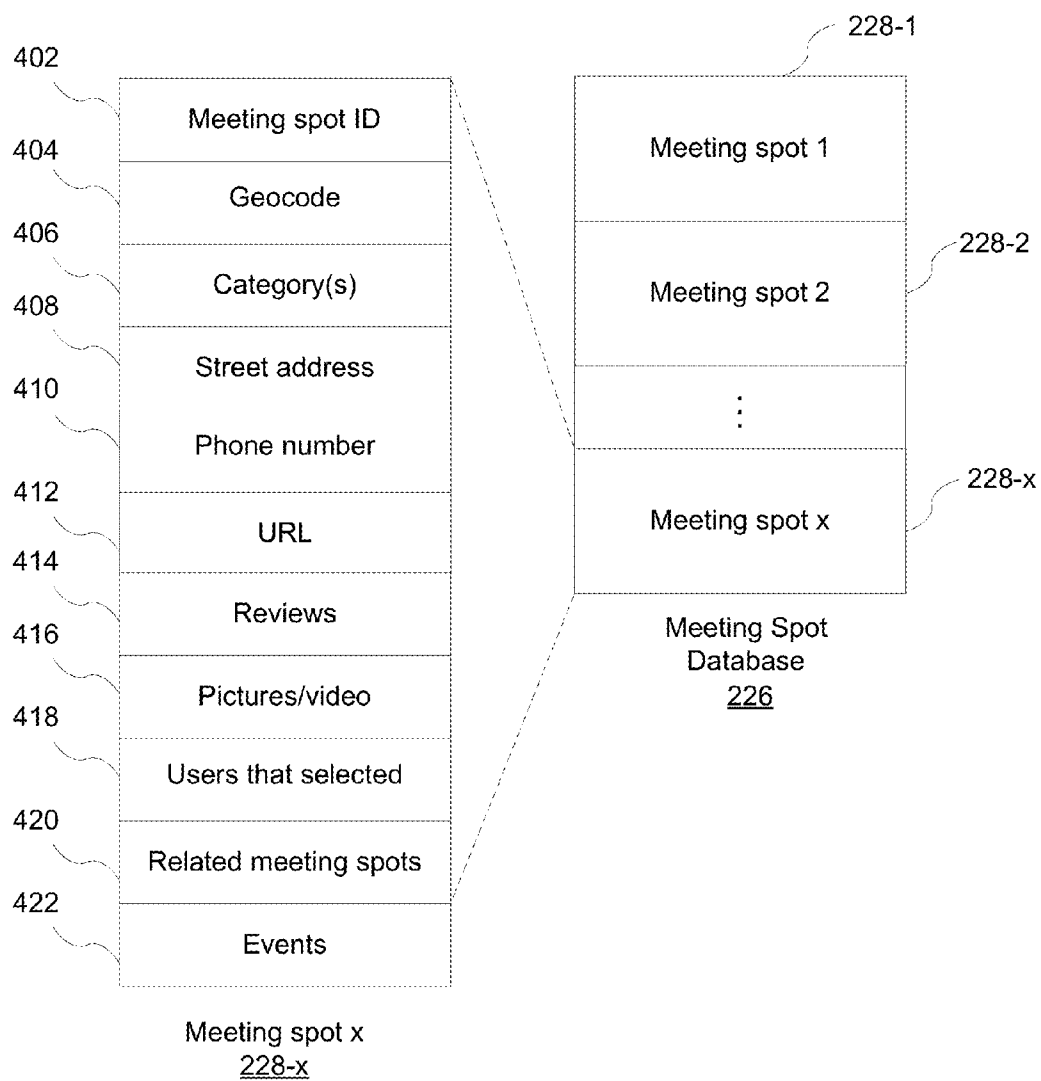 402
Meeting spot ID
404
Geocode
406
Category(s)
408
Street address
410
Phone number
412
URL
414
Reviews
416
Pictures/video
418
Users that selected
420
Related meeting spots
422
Events
Meeting spot x
228-x
228-1
Meeting spot 1
228-2
Meeting spot 2
⋮
228-x
Meeting spot x
Meeting Spot
Database
226